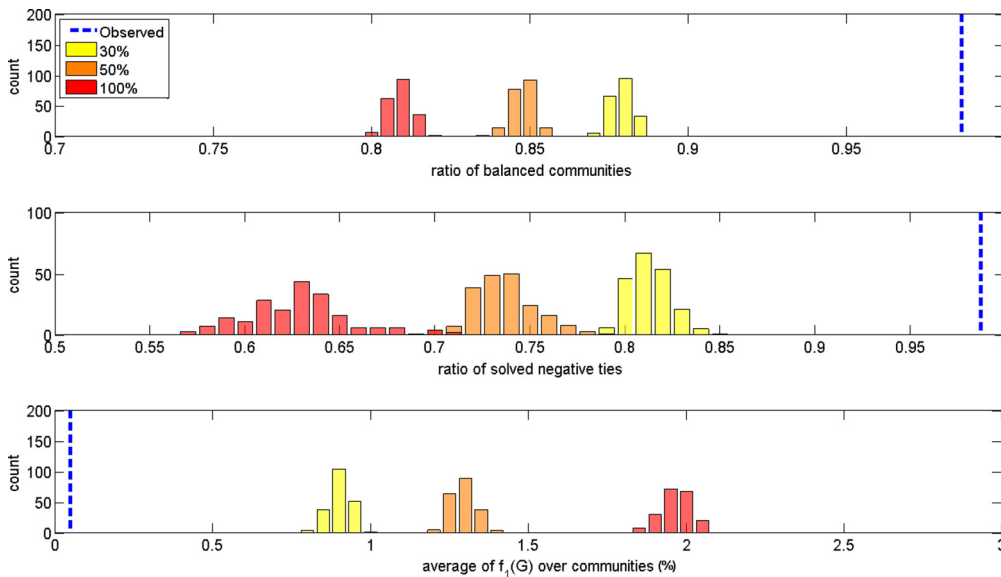 Observed
30%
50%
100%
count
200
150
100
50
0
0.7 0.75 0.8 0.85 0.9 0.95
ratio of balanced communities
count
100
50
0
0.5 0.55 0.6 0.65 0.7 0.75 0.8 0.85 0.9 0.95
ratio of solved negative ties
count
200
150
100
50
0
0 0.5 1 1.5 2 2.5 3
average of f₁(G) over communities (%)